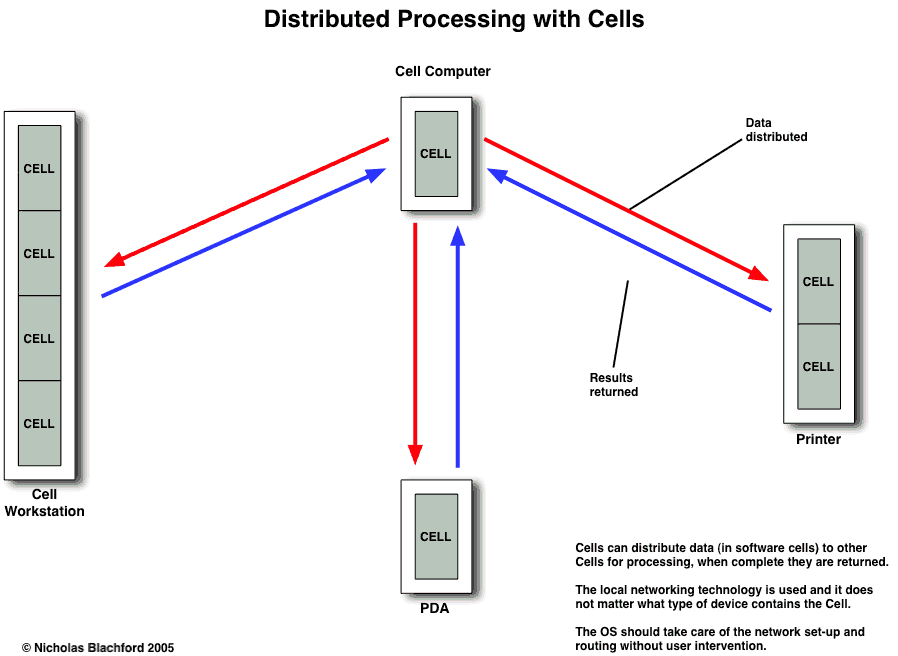 Distributed Processing with Cells
Cell Computer
CELL
Data
distributed
CELL
CELL
CELL
CELL
Cell
Workstation
CELL
CELL
Printer
Results
returned
CELL
PDA
Cells can distribute data (in software cells) to other
Cells for processing, when complete they are returned.
The local networking technology is used and it does
not matter what type of device contains the Cell.
The OS should take care of the network set-up and
routing without user intervention.
© Nicholas Blachford 2005